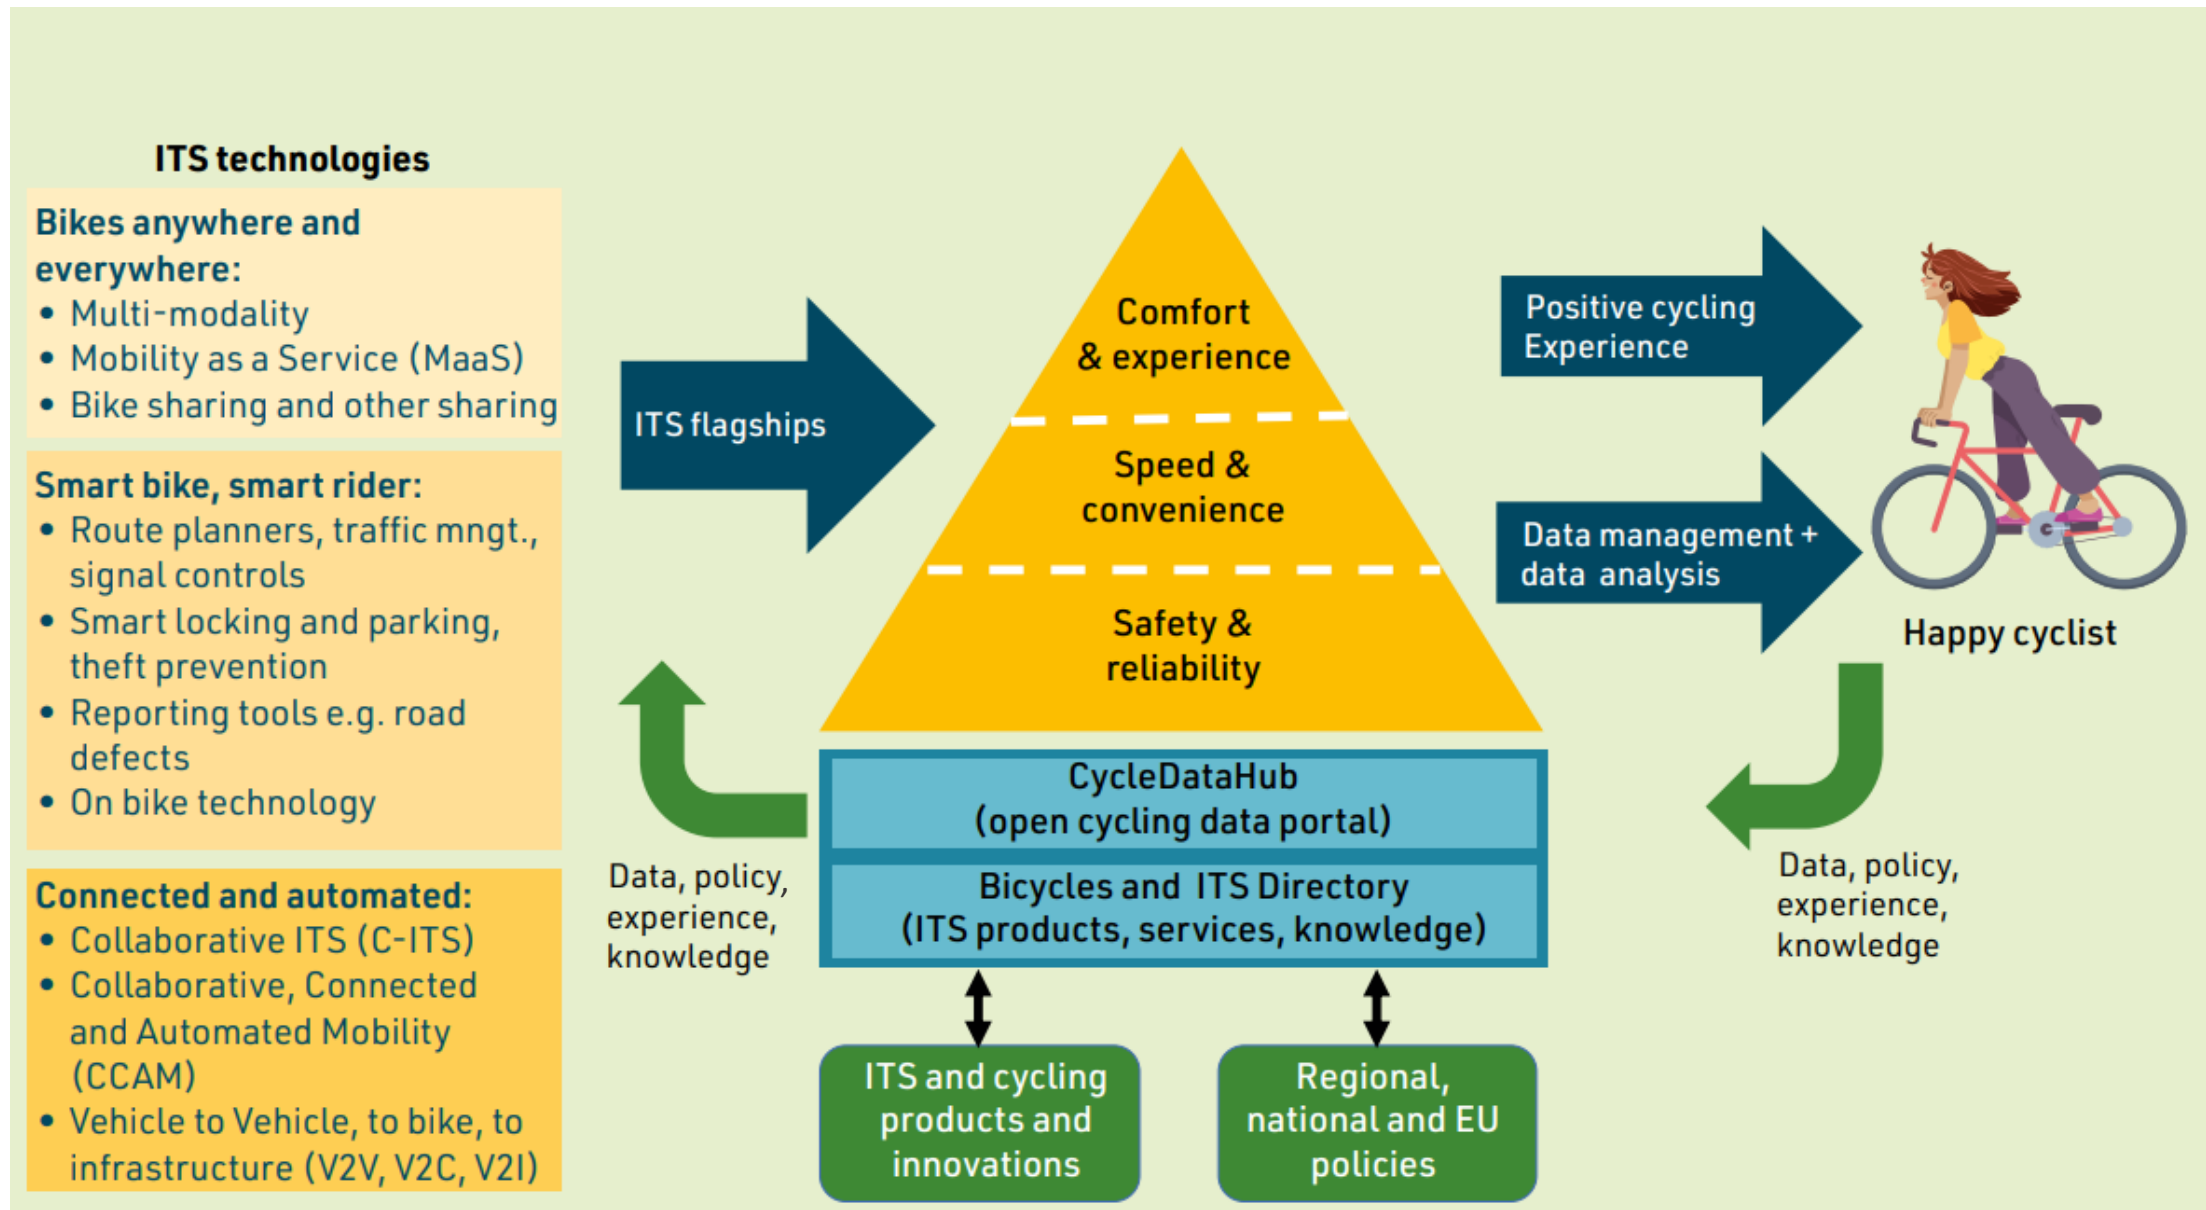 ITS technologies
Bikes anywhere and
everywhere:
• Multi-modality
• Mobility as a Service (MaaS)
• Bike sharing and other sharing
Smart bike, smart rider:
• Route planners, traffic mngt.,
signal controls
• Smart locking and parking,
theft prevention
• Reporting tools e.g. road
defects
• On bike technology
Connected and automated:
• Collaborative ITS (C-ITS)
• Collaborative, Connected
and Automated Mobility
(CCAM)
• Vehicle to Vehicle, to bike, to
infrastructure (V2V, V2C, V2I)
ITS flagships
Data, policy,
experience,
knowledge
Comfort
& experience
Speed &
convenience
Safety &
reliability
CycleDataHub
(open cycling data portal)
Bicycles and ITS Directory
(ITS products, services, knowledge)
ITS and cycling
products and
innovations
Regional,
national and EU
policies
Positive cycling
Experience
Data management +
data analysis
Happy cyclist
Data, policy,
experience,
knowledge